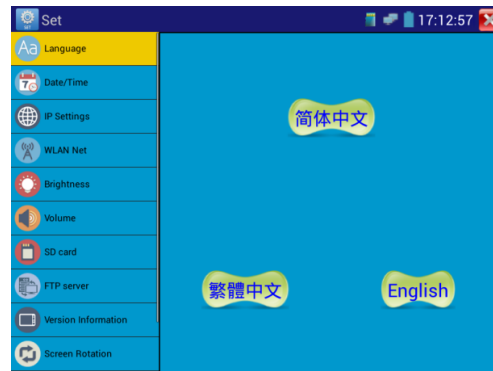 Set
17:12:57
Language
Date/Time
IP Settings
WLAN Net
Brightness
Volume
SD card
FTP server
Version Information
Screen Rotation
简体中文
繁體中文
English